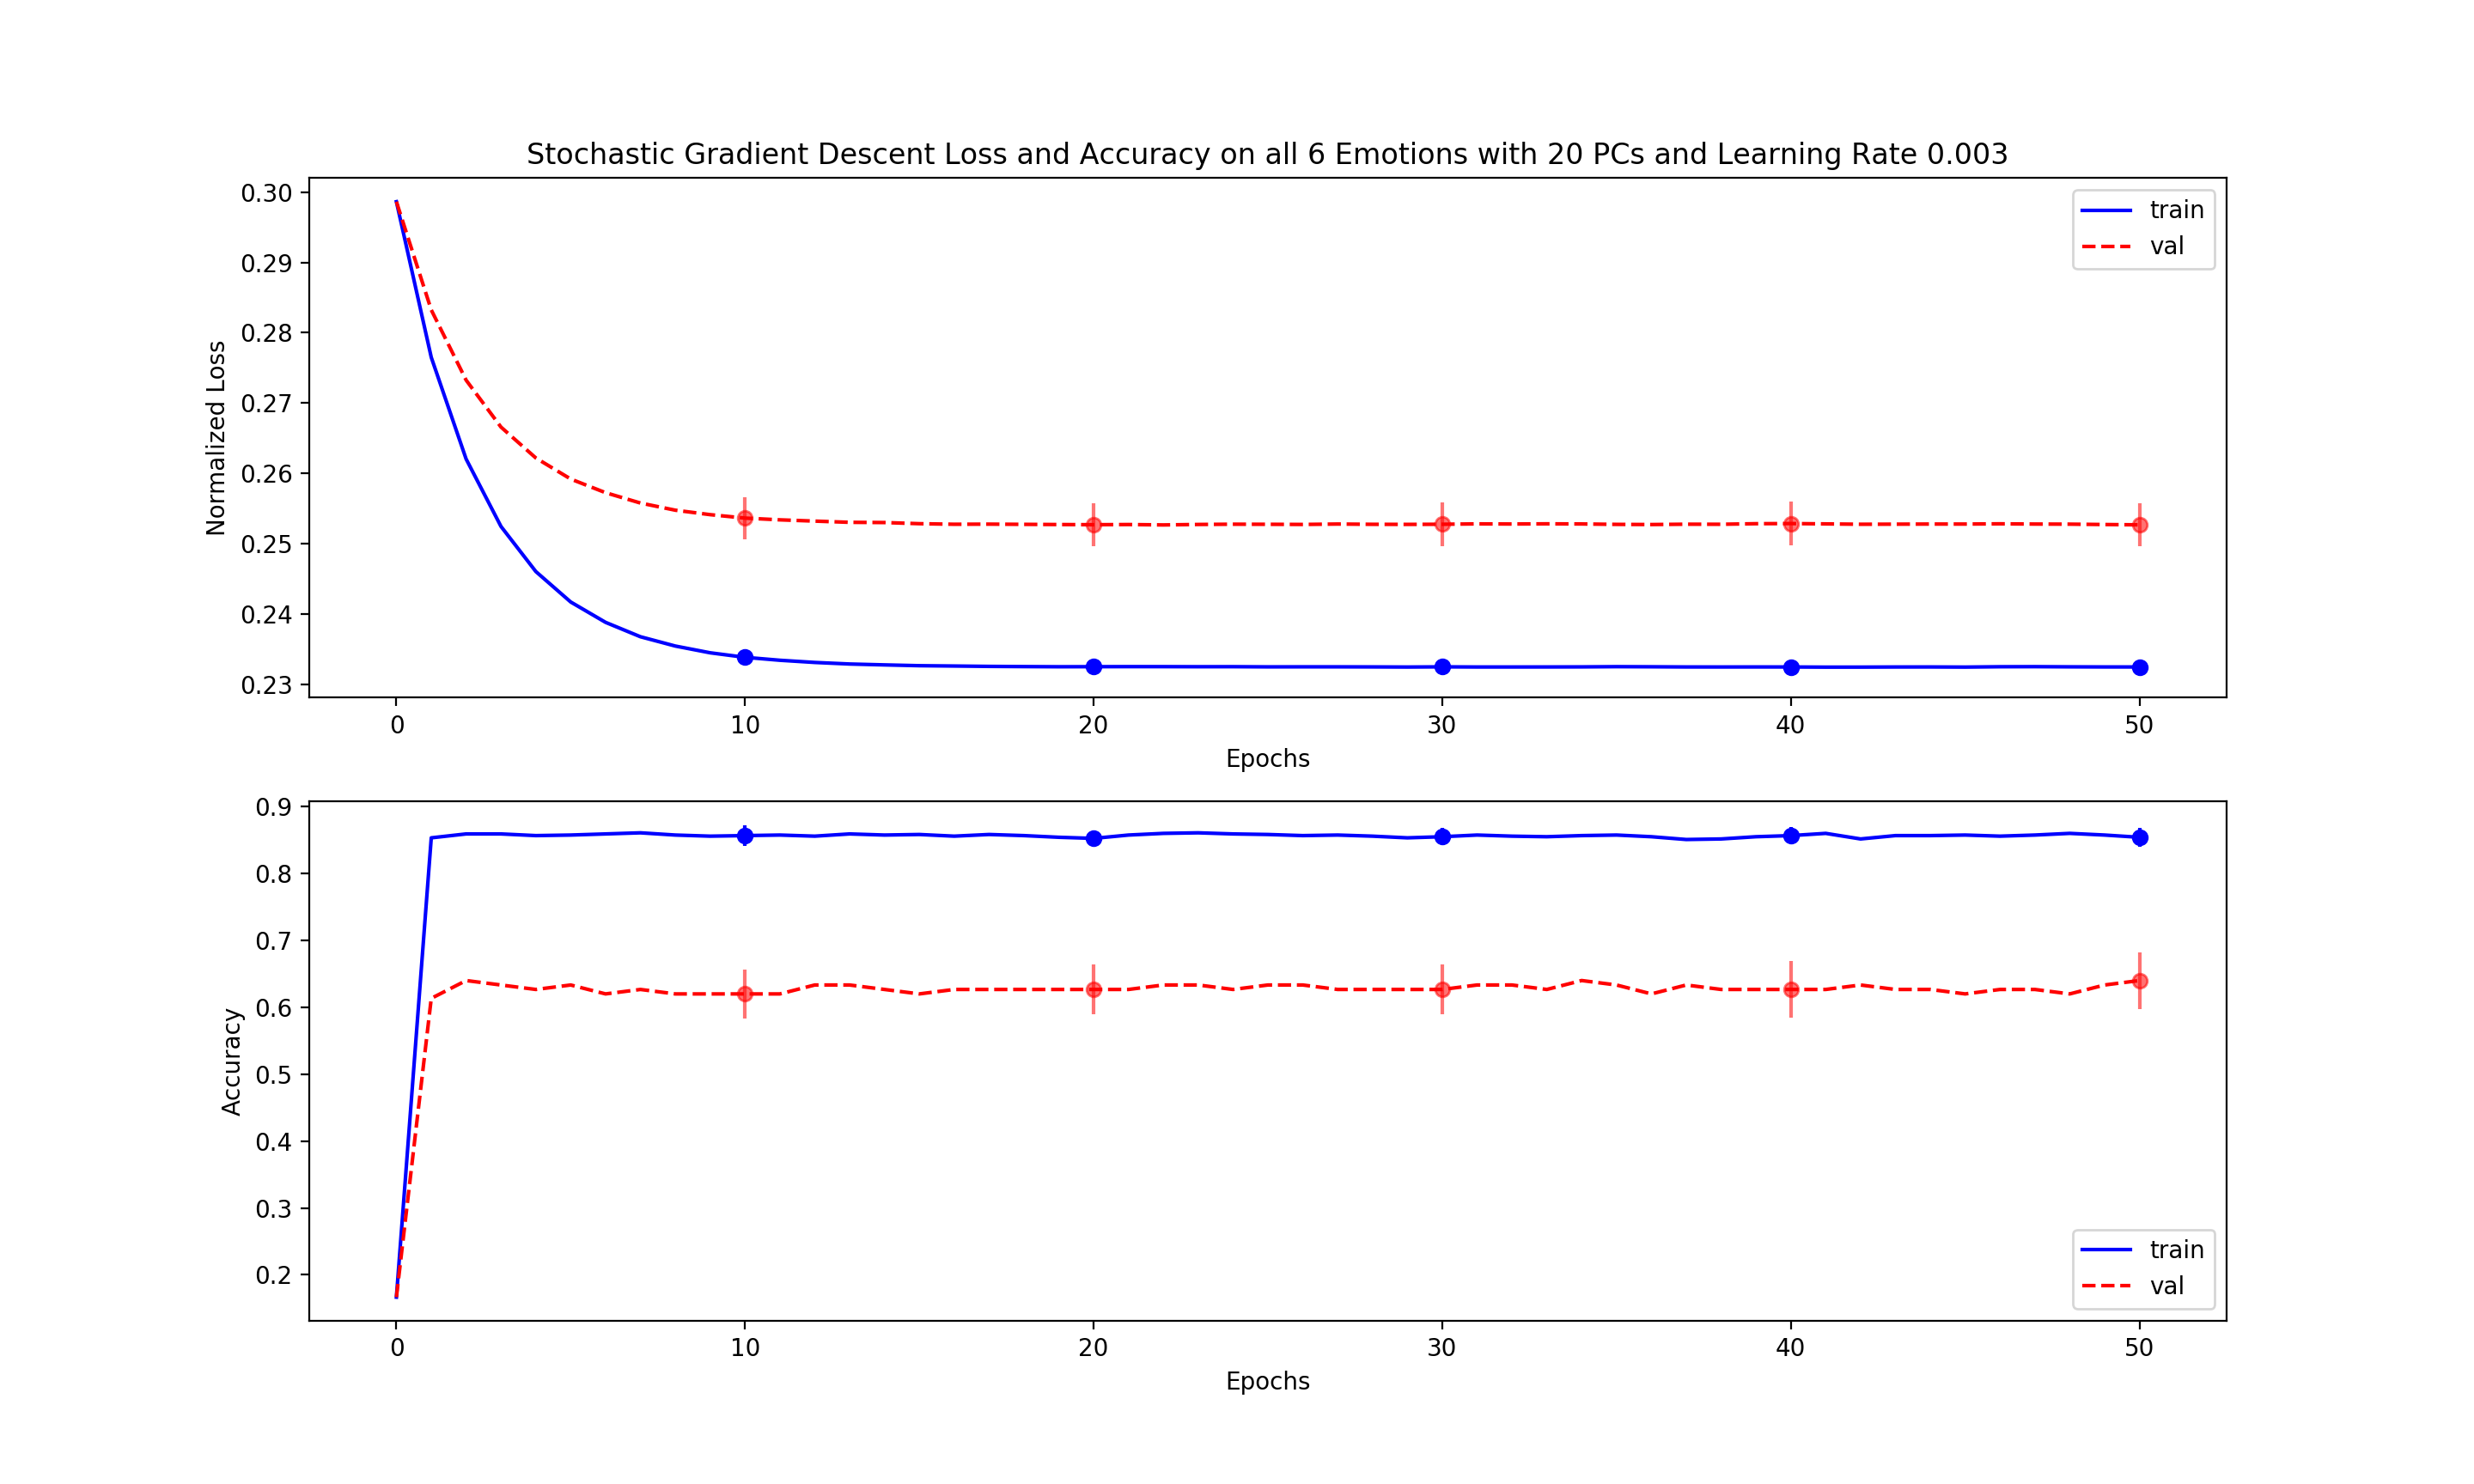 Stochastic Gradient Descent Loss and Accuracy on all 6 Emotions with 20 PCs and Learning Rate 0.003
Normalized Loss
0.30
0.29
0.28
0.27
0.26
0.25
0.24
0.23
train
val
0 10 20 30 40 50
Epochs
Accuracy
0.9
0.8
0.7
0.6
0.5
0.4
0.3
0.2
train
val
0 10 20 30 40 50
Epochs